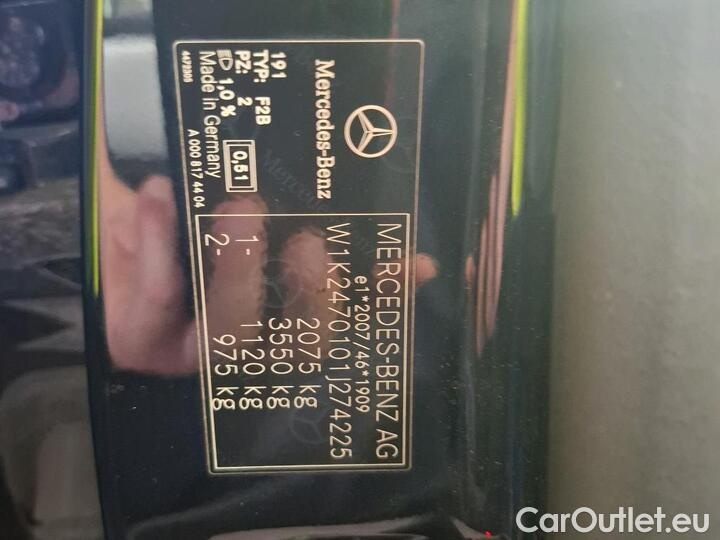 Mercedes-Benz
191
TYP: F2B
PZ: 2
1,0 %
0,51
Made in Germany
4472305
A 000 817 44 04
MERCEDES-BENZ AG
e1*2007/46*1909
W1K2470101J274225
2075 kg
3550 kg
1- 1120 kg
2- 975 kg
CarOutlet.eu